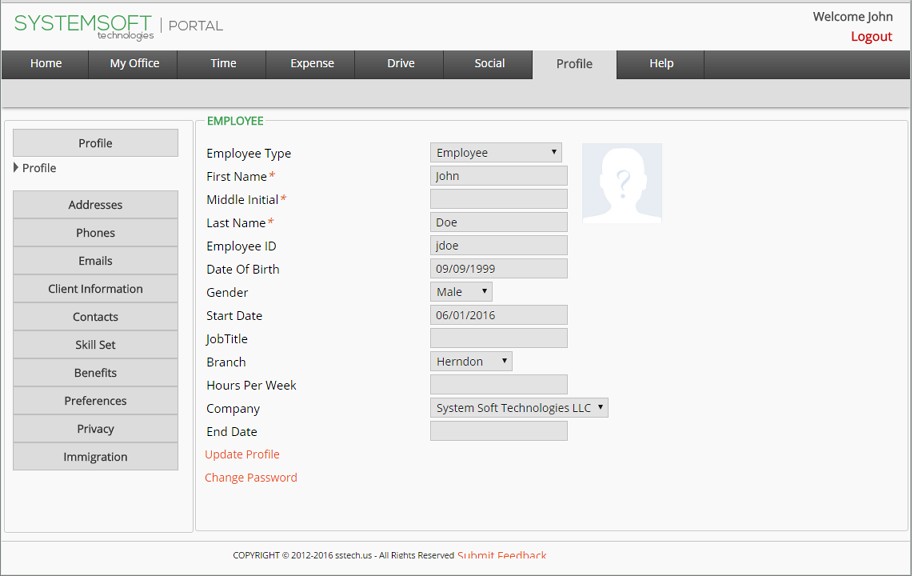 SYSTEMSOFT | PORTAL
technologies
Welcome John
Logout
Home My Office Time Expense Drive Social Profile Help
Profile
Profile
Addresses
Phones
Emails
Client Information
Contacts
Skill Set
Benefits
Preferences
Privacy
Immigration
EMPLOYEE
Employee Type Employee
First Name* John
Middle Initial*
Last Name* Doe
Employee ID jdoe
Date Of Birth 09/09/1999
Gender Male
Start Date 06/01/2016
JobTitle
Branch Herndon
Hours Per Week
Company System Soft Technologies LLC
End Date
Update Profile
Change Password
?
COPYRIGHT © 2012-2016 sstech.us - All Rights Reserved Submit Feedback